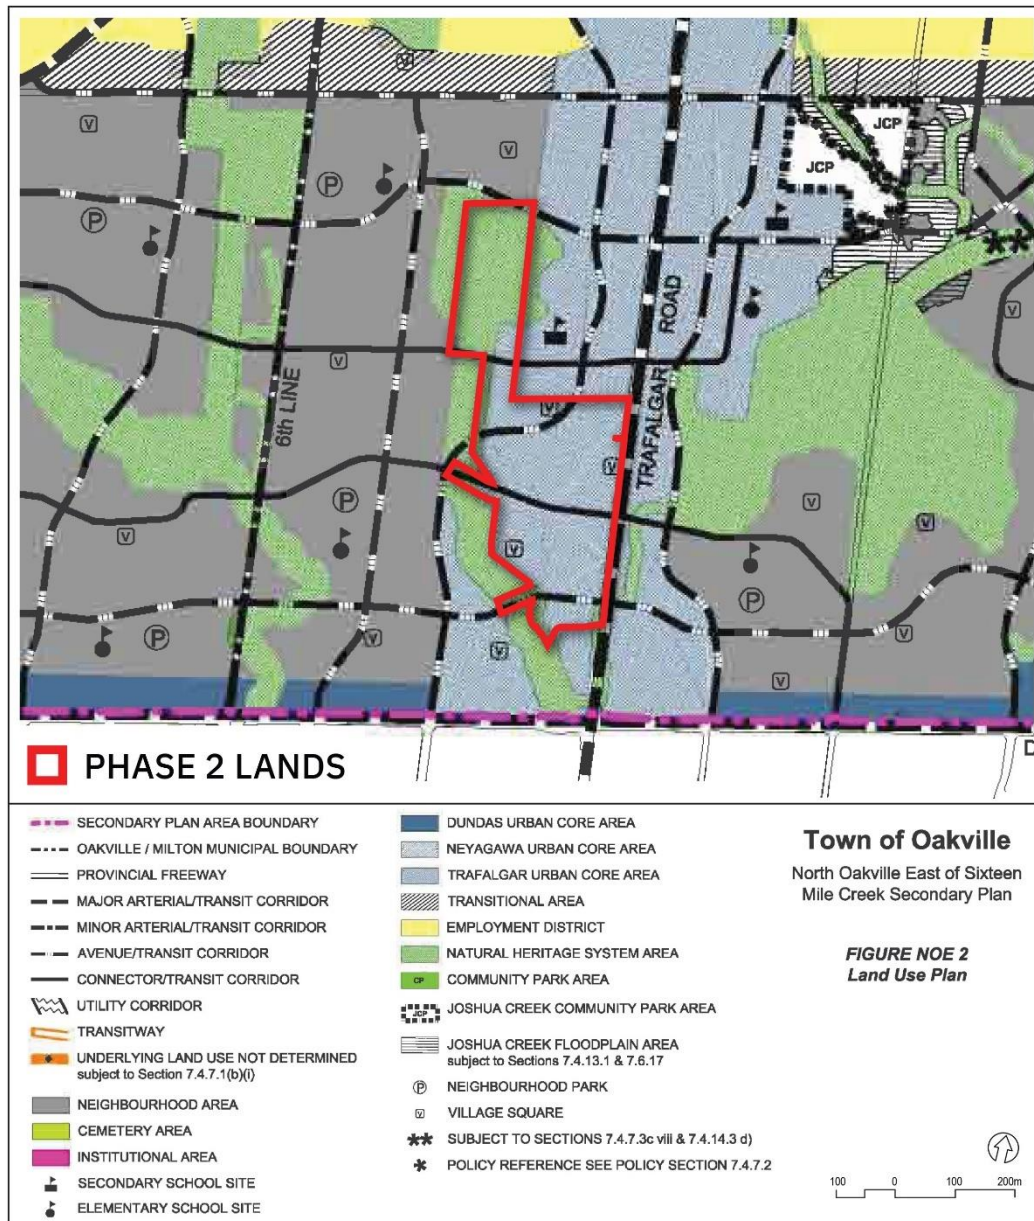 V
V
JCP
JCP
P
P
V
V
6th LINE
TRAFALGAR ROAD
V
V
V
P
V
V
V
V
V
P
P
V
V
V
V
D
PHASE 2 LANDS
SECONDARY PLAN AREA BOUNDARY
OAKVILLE / MILTON MUNICIPAL BOUNDARY
PROVINCIAL FREEWAY
MAJOR ARTERIAL/TRANSIT CORRIDOR
MINOR ARTERIAL/TRANSIT CORRIDOR
AVENUE/TRANSIT CORRIDOR
CONNECTOR/TRANSIT CORRIDOR
UTILITY CORRIDOR
TRANSITWAY
UNDERLYING LAND USE NOT DETERMINED
subject to Section 7.4.7.1(b)(i)
NEIGHBOURHOOD AREA
CEMETERY AREA
INSTITUTIONAL AREA
SECONDARY SCHOOL SITE
ELEMENTARY SCHOOL SITE
DUNDAS URBAN CORE AREA
NEYAGAWA URBAN CORE AREA
TRAFALGAR URBAN CORE AREA
TRANSITIONAL AREA
EMPLOYMENT DISTRICT
NATURAL HERITAGE SYSTEM AREA
CP COMMUNITY PARK AREA
JCP JOSHUA CREEK COMMUNITY PARK AREA
JOSHUA CREEK FLOODPLAIN AREA
subject to Sections 7.4.13.1 & 7.6.17
P NEIGHBOURHOOD PARK
V VILLAGE SQUARE
** SUBJECT TO SECTIONS 7.4.7.3c viii & 7.4.14.3 d)
* POLICY REFERENCE SEE POLICY SECTION 7.4.7.2
Town of Oakville
North Oakville East of Sixteen
Mile Creek Secondary Plan
FIGURE NOE 2
Land Use Plan
100 0 100 200m